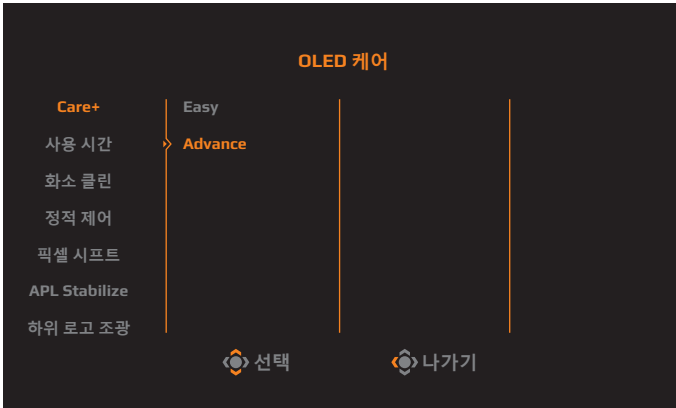 OLED 케어
Care+
Easy
사용 시간
Advance
화소 클린
정적 제어
픽셀 시프트
APL Stabilize
하위 로고 조광
선택
나가기